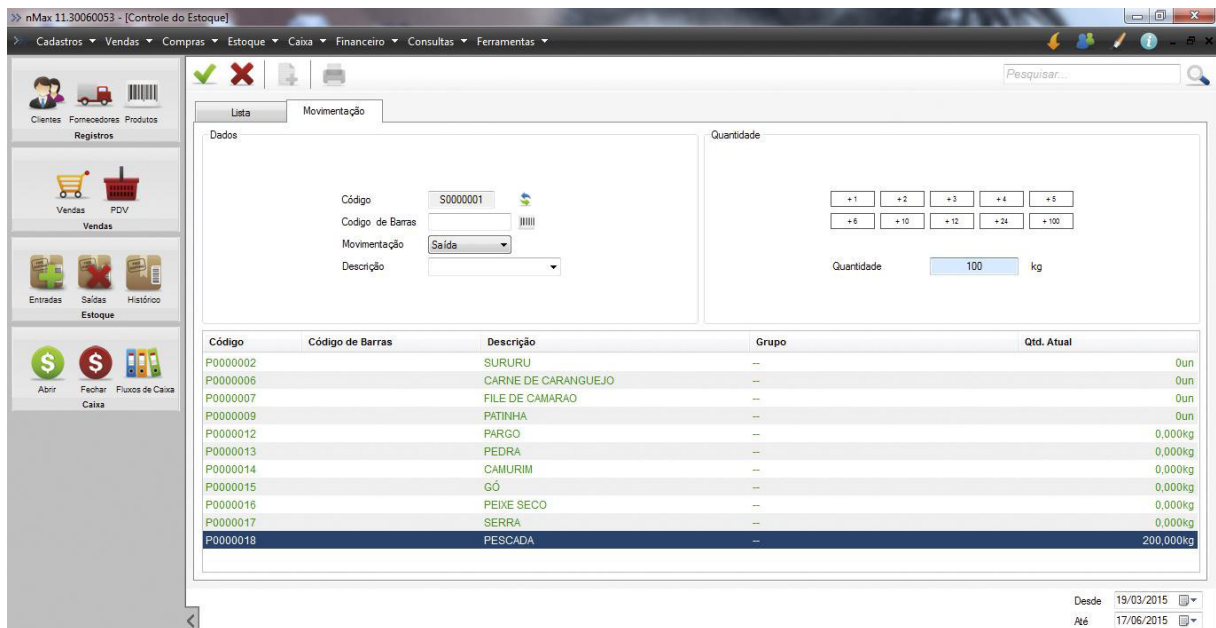 nMax 11.30060053 - [Controle do Estoque]
Cadastros Vendas Compras Estoque Caixa Financeiro Consultas Ferramentas
Pesquisar...
Clientes Fornecedores Produtos
Registros
Vendas PDV
Vendas
Entradas Saídas Histórico
Estoque
Abrir Fechar Fluxos de Caixa
Caixa
Lista Movimentação
Dados
Código S0000001
Codigo de Barras
Movimentação Saída
Descrição
Quantidade
+ 1 + 2 + 3 + 4 + 5
+ 6 + 10 + 12 + 24 + 100
Quantidade 100 kg
Código Código de Barras Descrição Grupo Qtd. Atual
P0000002 SURURU -- 0un
P0000006 CARNE DE CARANGUEJO -- 0un
P0000007 FILE DE CAMARAO -- 0un
P0000009 PATINHA -- 0un
P0000012 PARGO -- 0,000kg
P0000013 PEDRA -- 0,000kg
P0000014 CAMURIM -- 0,000kg
P0000015 GÓ -- 0,000kg
P0000016 PEIXE SECO -- 0,000kg
P0000017 SERRA -- 0,000kg
P0000018 PESCADA -- 200,000kg
Desde 19/03/2015
Até 17/06/2015